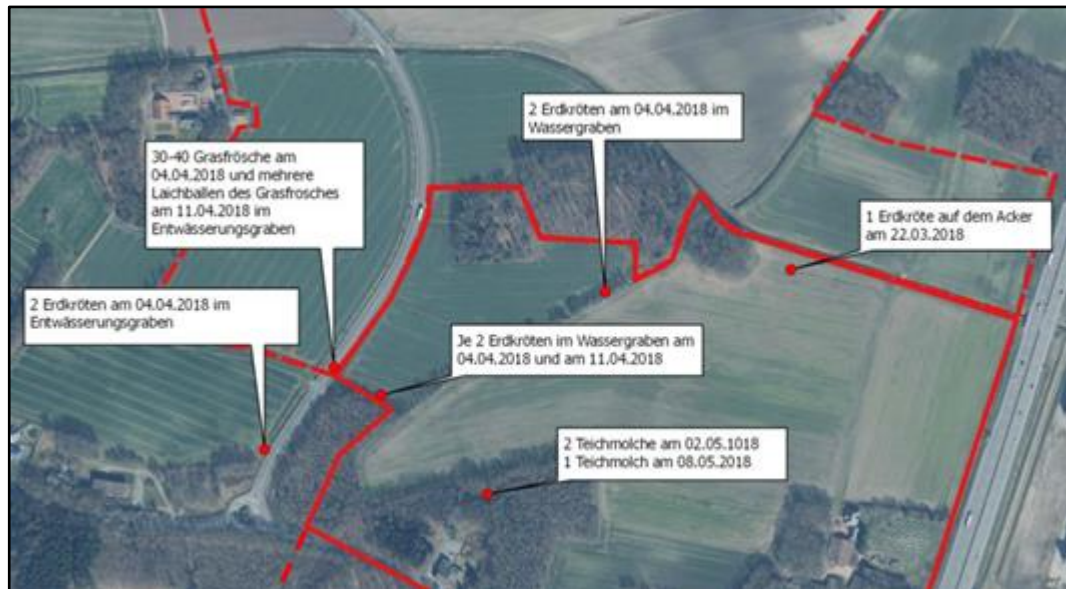 2 Erdkröten am 04.04.2018 im
Wassergraben
30-40 Grasfrösche am
04.04.2018 und mehrere
Laichballen des Grasfrosches
am 11.04.2018 im
Entwässerungsgraben
1 Erdkröte auf dem Acker
am 22.03.2018
2 Erdkröten am 04.04.2018 im
Entwässerungsgraben
Je 2 Erdkröten im Wassergraben am
04.04.2018 und am 11.04.2018
2 Teichmolche am 02.05.1018
1 Teichmolch am 08.05.2018